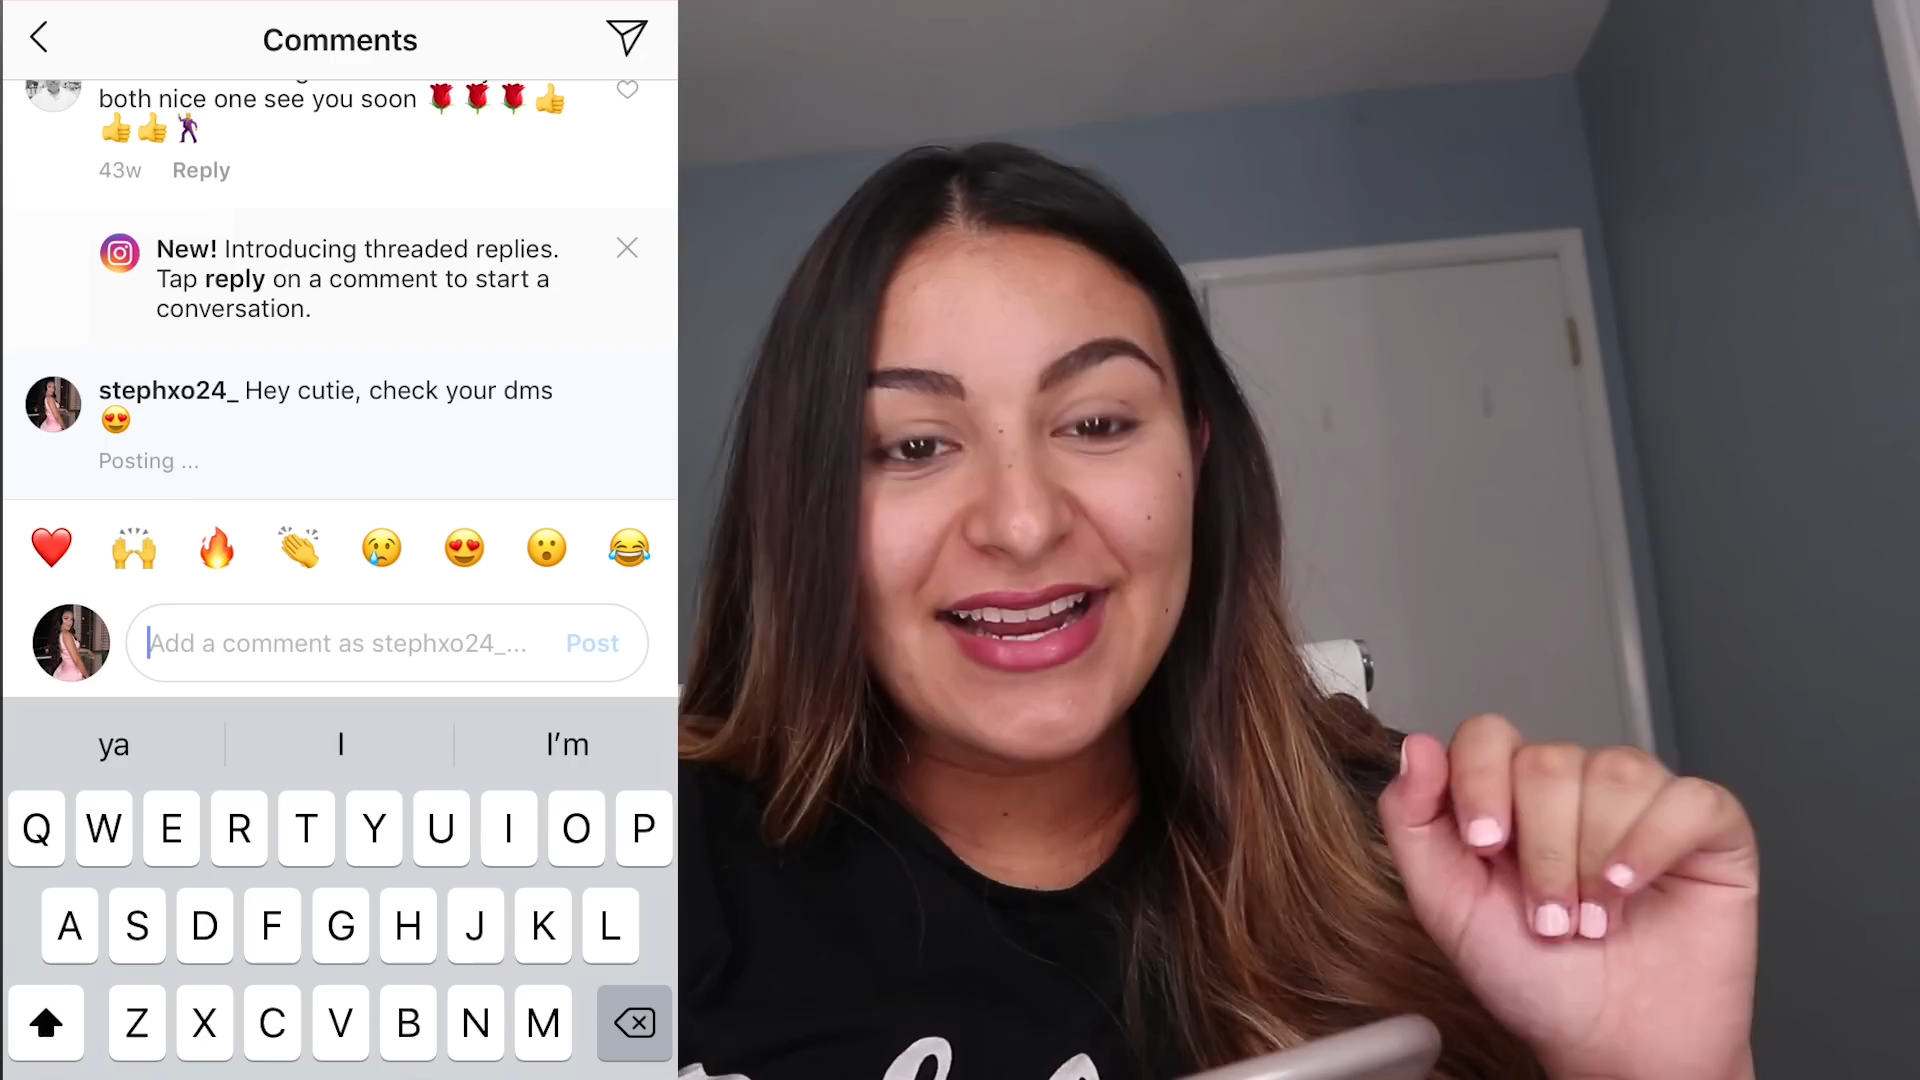 Comments
both nice one see you soon 🌹🌹🌹👍
👍👍🕺
43w Reply
New! Introducing threaded replies.
Tap reply on a comment to start a
conversation.
stephxo24_ Hey cutie, check your dms
😍
Posting ...
❤️🙌🔥👏😢😍😮😂
Add a comment as stephxo24_... Post
ya I I’m
Q W E R T Y U I O P
A S D F G H J K L
Z X C V B N M